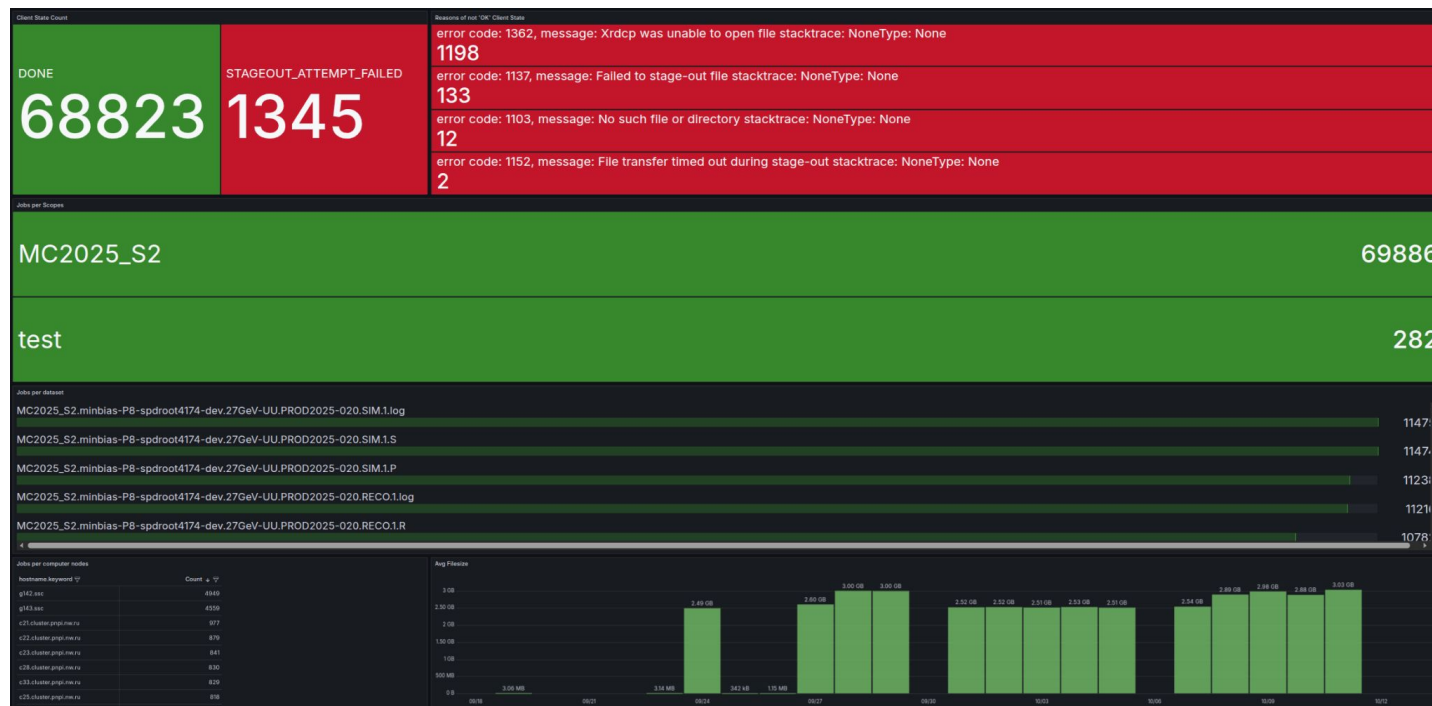 Client State Count
DONE
68823
STAGEOUT_ATTEMPT_FAILED
1345
Reasons of not 'OK' Client State
error code: 1362, message: Xrdcp was unable to open file stacktrace: NoneType: None
1198
error code: 1137, message: Failed to stage-out file stacktrace: NoneType: None
133
error code: 1103, message: No such file or directory stacktrace: NoneType: None
12
error code: 1152, message: File transfer timed out during stage-out stacktrace: NoneType: None
2
Jobs per Scopes
MC2025_S2 69886
test 282
Jobs per dataset
MC2025_S2.minbias-P8-spdroot4174-dev.27GeV-UU.PROD2025-020.SIM.1.log
1147
MC2025_S2.minbias-P8-spdroot4174-dev.27GeV-UU.PROD2025-020.SIM.1.S
1147
MC2025_S2.minbias-P8-spdroot4174-dev.27GeV-UU.PROD2025-020.SIM.1.P
1123
MC2025_S2.minbias-P8-spdroot4174-dev.27GeV-UU.PROD2025-020.RECO.1.log
1121
MC2025_S2.minbias-P8-spdroot4174-dev.27GeV-UU.PROD2025-020.RECO.1.R
1078
Jobs per computer nodes
hostname.keyword Count
g142.ssc 4949
g143.ssc 4559
c21.cluster.pnpi.nw.ru 977
c22.cluster.pnpi.nw.ru 879
c23.cluster.pnpi.nw.ru 841
c28.cluster.pnpi.nw.ru 830
c33.cluster.pnpi.nw.ru 829
c25.cluster.pnpi.nw.ru 818
Avg Filesize
3 GB
2.50 GB
2 GB
1.50 GB
1 GB
500 MB
0 B
3.06 MB 3.14 MB 2.49 GB 342 kB 1.15 MB 2.60 GB 3.00 GB 3.00 GB 2.52 GB 2.52 GB 2.51 GB 2.53 GB 2.51 GB 2.54 GB 2.89 GB 2.98 GB 2.88 GB 3.03 GB
09/18 09/21 09/24 09/27 09/30 10/03 10/06 10/09 10/12